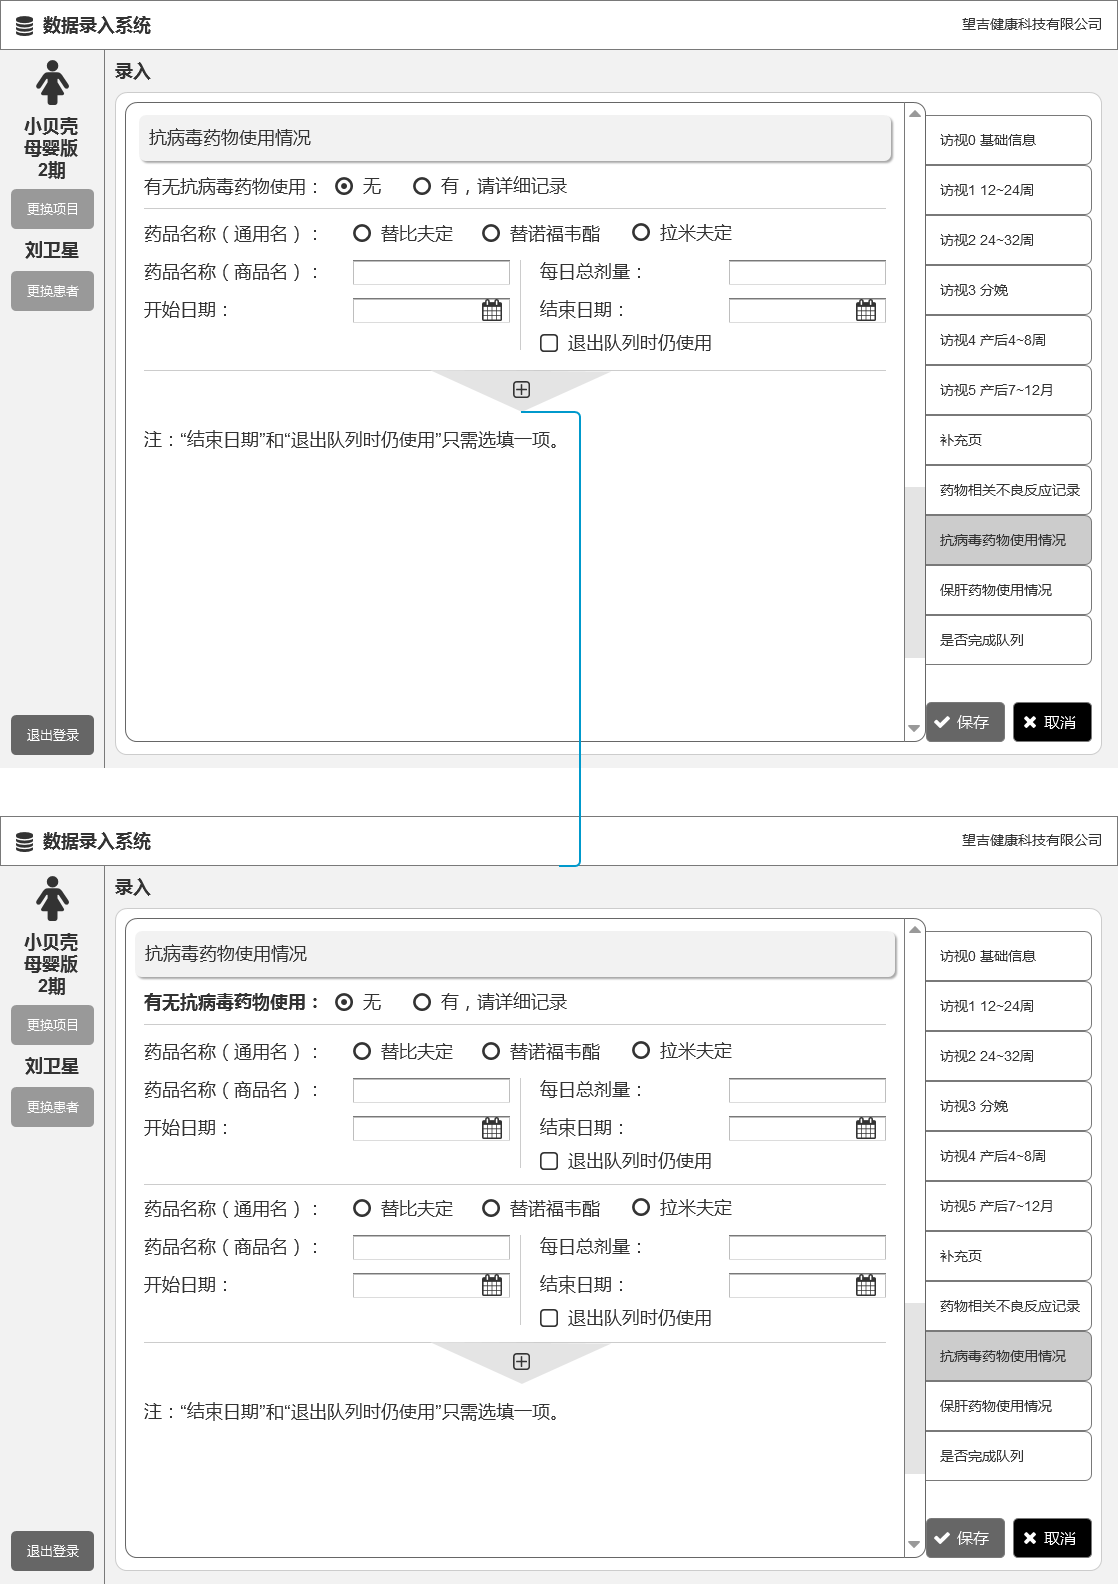 数据录入系统
望吉健康科技有限公司
小贝壳
母婴版
2期
更换项目
刘卫星
更换患者
退出登录
录入
抗病毒药物使用情况
有无抗病毒药物使用： 无 有，请详细记录
药品名称（通用名）： 替比夫定 替诺福韦酯 拉米夫定
药品名称（商品名）： 每日总剂量：
开始日期： 结束日期：
退出队列时仍使用
注：“结束日期”和“退出队列时仍使用”只需选填一项。
访视0 基础信息
访视1 12~24周
访视2 24~32周
访视3 分娩
访视4 产后4~8周
访视5 产后7~12月
补充页
药物相关不良反应记录
抗病毒药物使用情况
保肝药物使用情况
是否完成队列
保存 取消
数据录入系统
望吉健康科技有限公司
小贝壳
母婴版
2期
更换项目
刘卫星
更换患者
退出登录
录入
抗病毒药物使用情况
有无抗病毒药物使用： 无 有，请详细记录
药品名称（通用名）： 替比夫定 替诺福韦酯 拉米夫定
药品名称（商品名）： 每日总剂量：
开始日期： 结束日期：
退出队列时仍使用
药品名称（通用名）： 替比夫定 替诺福韦酯 拉米夫定
药品名称（商品名）： 每日总剂量：
开始日期： 结束日期：
退出队列时仍使用
注：“结束日期”和“退出队列时仍使用”只需选填一项。
访视0 基础信息
访视1 12~24周
访视2 24~32周
访视3 分娩
访视4 产后4~8周
访视5 产后7~12月
补充页
药物相关不良反应记录
抗病毒药物使用情况
保肝药物使用情况
是否完成队列
保存 取消